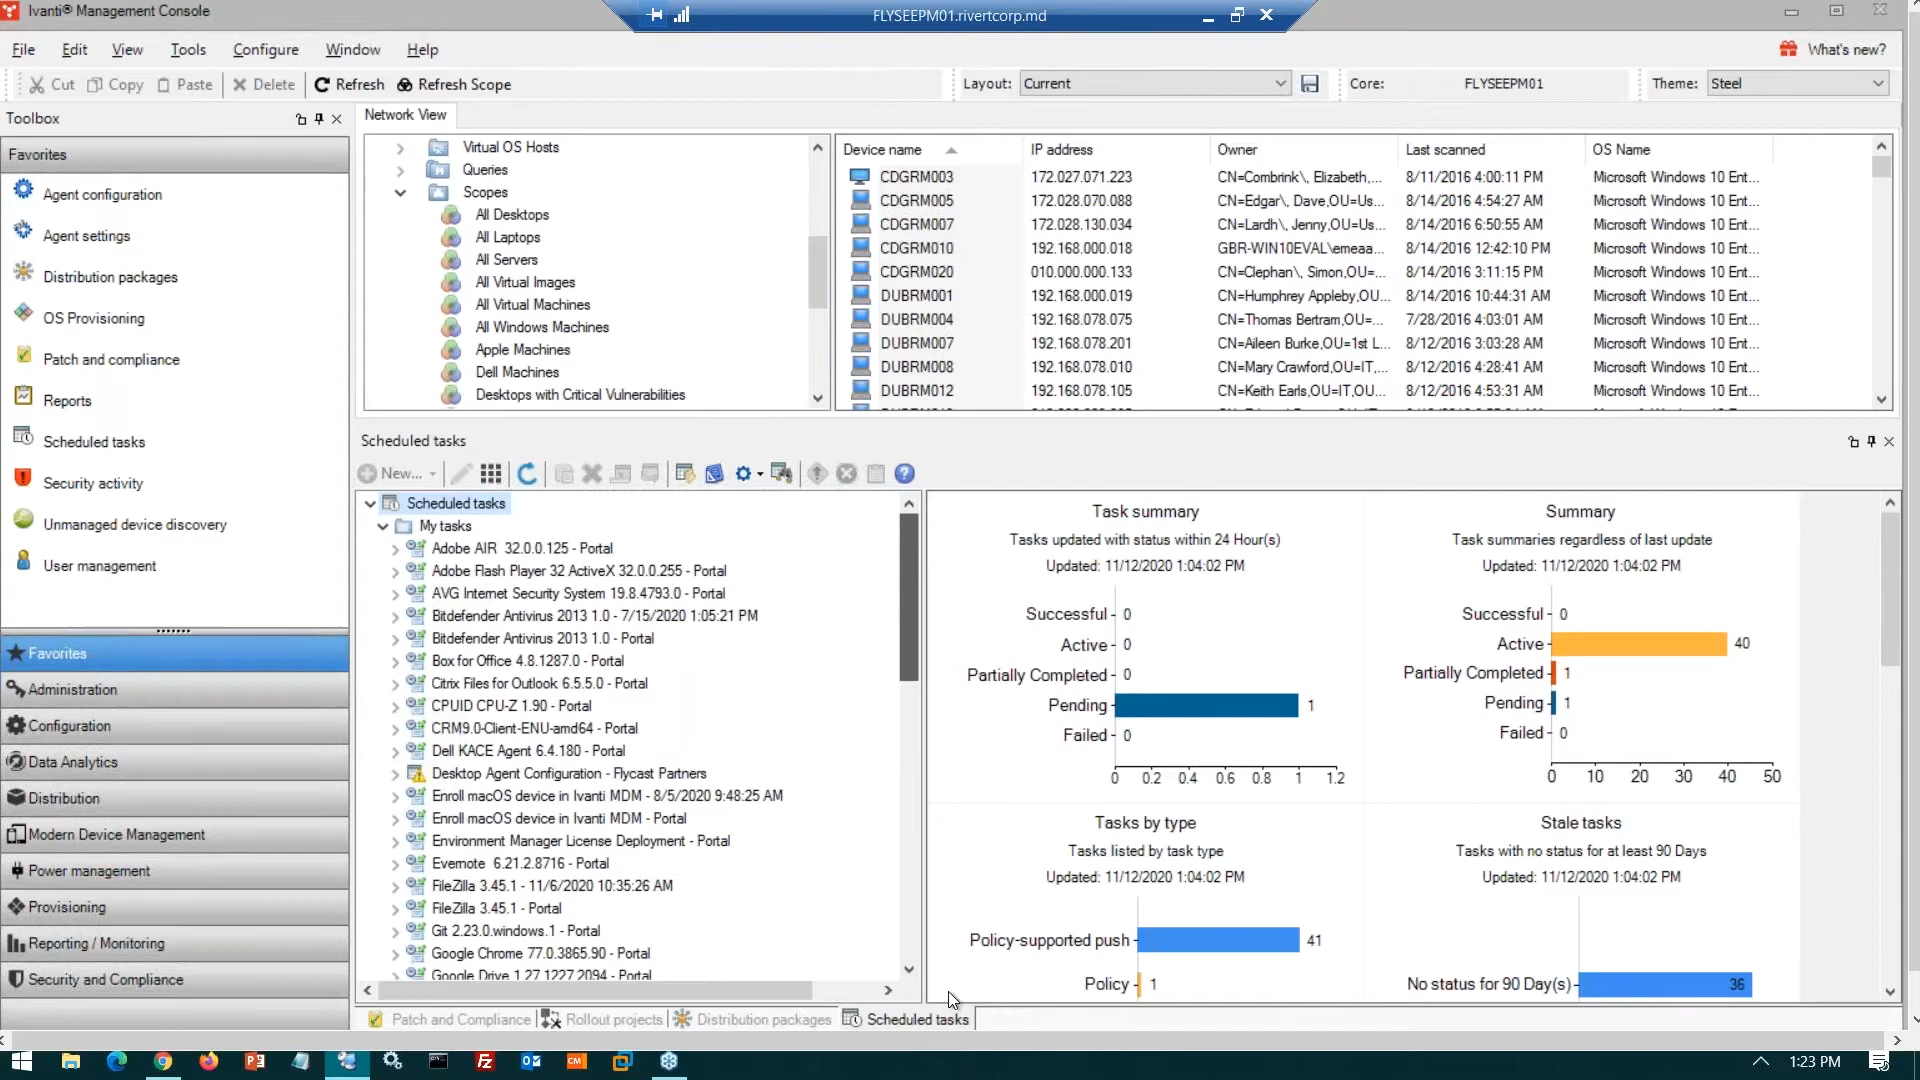 Ivanti® Management Console
FLYSEEPM01.rivertcorp.md
File Edit View Tools Configure Window Help
What's new?
Cut Copy Paste Delete Refresh Refresh Scope
Layout: Current
Core: FLYSEEPM01
Theme: Steel
Toolbox
Favorites
Agent configuration
Agent settings
Distribution packages
OS Provisioning
Patch and compliance
Reports
Scheduled tasks
Security activity
Unmanaged device discovery
User management
Favorites
Administration
Configuration
Data Analytics
Distribution
Modern Device Management
Power management
Provisioning
Reporting / Monitoring
Security and Compliance
Network View
Virtual OS Hosts
Queries
Scopes
All Desktops
All Laptops
All Servers
All Virtual Images
All Virtual Machines
All Windows Machines
Apple Machines
Dell Machines
Desktops with Critical Vulnerabilities
Device name IP address Owner Last scanned OS Name
CDGRM003 172.027.071.223 CN=Combrink\, Elizabeth,... 8/11/2016 4:00:11 PM Microsoft Windows 10 Ent...
CDGRM005 172.028.070.088 CN=Edgar\, Dave,OU=Us... 8/14/2016 4:54:27 AM Microsoft Windows 10 Ent...
CDGRM007 172.028.130.034 CN=Lardh\, Jenny,OU=Us... 8/14/2016 6:50:55 AM Microsoft Windows 10 Ent...
CDGRM010 192.168.000.018 GBR-WIN10EVAL\emeaa... 8/14/2016 12:42:10 PM Microsoft Windows 10 Ent...
CDGRM020 010.000.000.133 CN=Clephan\, Simon,OU=... 8/14/2016 3:11:15 PM Microsoft Windows 10 Ent...
DUBRM001 192.168.000.019 CN=Humphrey Appleby,OU... 8/14/2016 10:44:31 AM Microsoft Windows 10 Ent...
DUBRM004 192.168.078.075 CN=Thomas Bertram,OU=... 7/28/2016 4:03:01 AM Microsoft Windows 10 Ent...
DUBRM007 192.168.078.201 CN=Aileen Burke,OU=1st L... 8/12/2016 3:03:28 AM Microsoft Windows 10 Ent...
DUBRM008 192.168.078.010 CN=Mary Crawford,OU=IT,... 8/12/2016 4:28:41 AM Microsoft Windows 10 Ent...
DUBRM012 192.168.078.105 CN=Keith Earls,OU=IT,OU... 8/12/2016 4:53:31 AM Microsoft Windows 10 Ent...
Scheduled tasks
New...
Scheduled tasks
My tasks
Adobe AIR 32.0.0.125 - Portal
Adobe Flash Player 32 ActiveX 32.0.0.255 - Portal
AVG Internet Security System 19.8.4793.0 - Portal
Bitdefender Antivirus 2013 1.0 - 7/15/2020 1:05:21 PM
Bitdefender Antivirus 2013 1.0 - Portal
Box for Office 4.8.1287.0 - Portal
Citrix Files for Outlook 6.5.5.0 - Portal
CPUID CPU-Z 1.90 - Portal
CRM9.0-Client-ENU-amd64 - Portal
Dell KACE Agent 6.4.180 - Portal
Desktop Agent Configuration - Flycast Partners
Enroll macOS device in Ivanti MDM - 8/5/2020 9:48:25 AM
Enroll macOS device in Ivanti MDM - Portal
Environment Manager License Deployment - Portal
Evernote 6.21.2.8716 - Portal
FileZilla 3.45.1 - 11/6/2020 10:35:26 AM
FileZilla 3.45.1 - Portal
Git 2.23.0.windows.1 - Portal
Google Chrome 77.0.3865.90 - Portal
Google Drive 1.27.1227.2094 - Portal
Task summary
Tasks updated with status within 24 Hour(s)
Updated: 11/12/2020 1:04:02 PM
Successful 0
Active 0
Partially Completed 0
Pending 1
Failed 0
0 0.2 0.4 0.6 0.8 1 1.2
Summary
Task summaries regardless of last update
Updated: 11/12/2020 1:04:02 PM
Successful 0
Active 40
Partially Completed 1
Pending 1
Failed 0
0 10 20 30 40 50
Tasks by type
Tasks listed by task type
Updated: 11/12/2020 1:04:02 PM
Policy-supported push 41
Policy 1
Stale tasks
Tasks with no status for at least 90 Days
Updated: 11/12/2020 1:04:02 PM
No status for 90 Day(s) 36
Patch and Compliance Rollout projects Distribution packages Scheduled tasks
1:23 PM